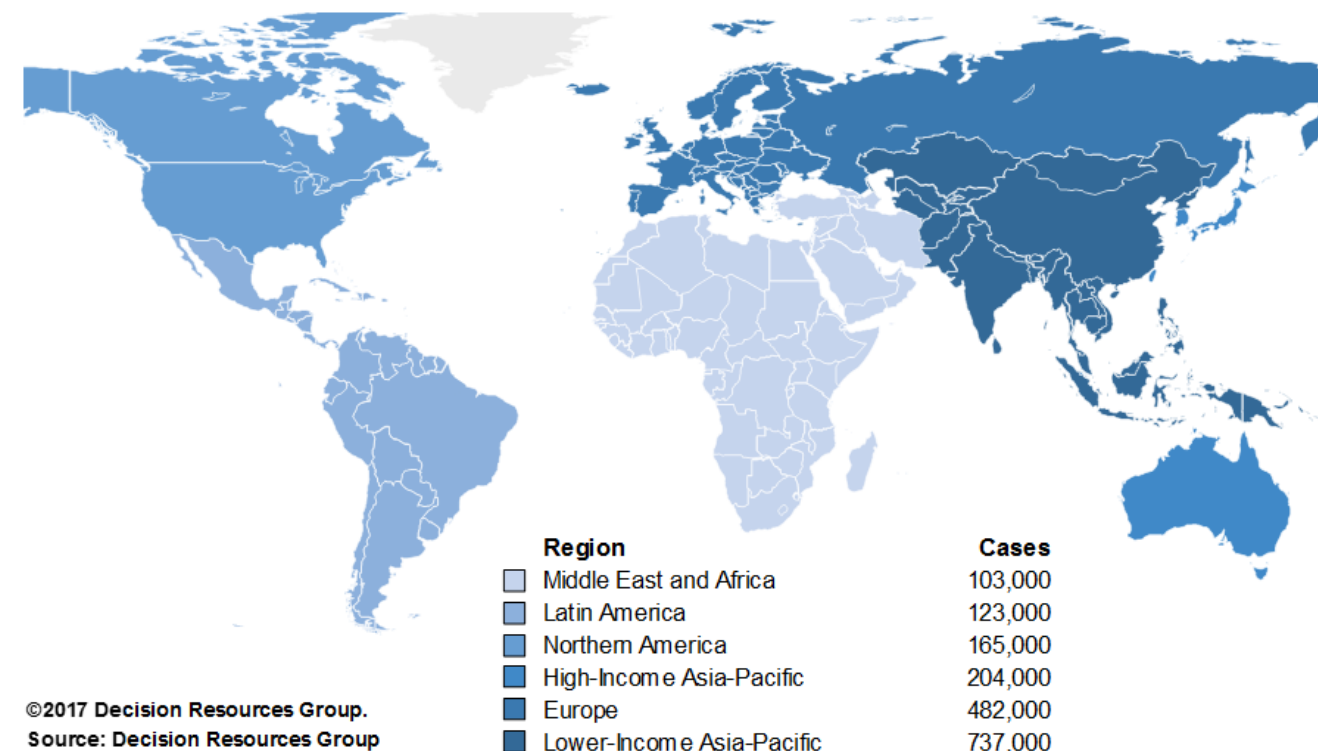 Region Cases
Middle East and Africa 103,000
Latin America 123,000
Northern America 165,000
High-Income Asia-Pacific 204,000
Europe 482,000
Lower-Income Asia-Pacific 737,000
©2017 Decision Resources Group.
Source: Decision Resources Group